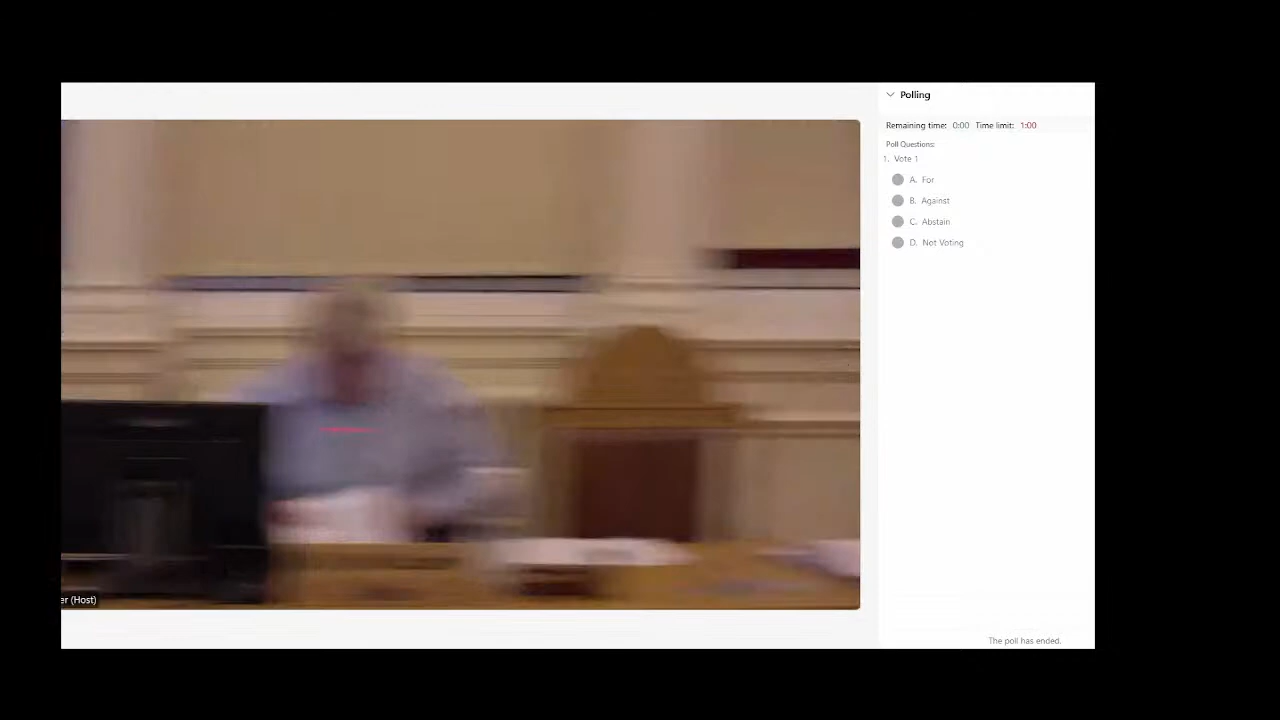 Polling
Remaining time: 0:00 Time limit: 1:00
Poll Questions:
1. Vote 1
A. For
B. Against
C. Abstain
D. Not Voting
er (Host)
The poll has ended.